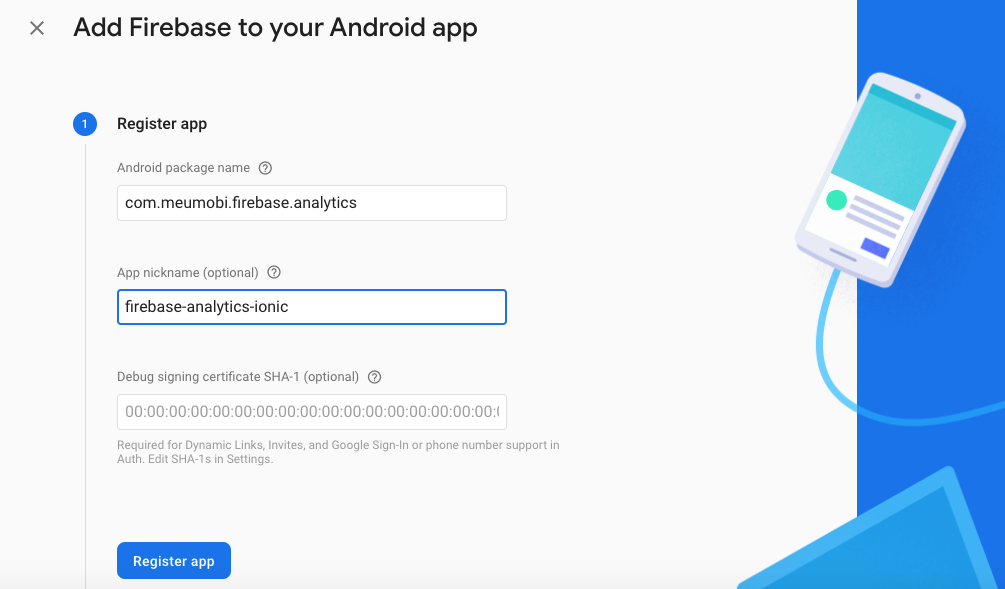 Add Firebase to your Android app
1
Register app
Android package name
com.meumobi.firebase.analytics
App nickname (optional)
firebase-analytics-ionic
Debug signing certificate SHA-1 (optional)
00:00:00:00:00:00:00:00:00:00:00:00:00:00:00:00:00:(
Required for Dynamic Links, Invites, and Google Sign-In or phone number support in
Auth. Edit SHA-1s in Settings.
Register app